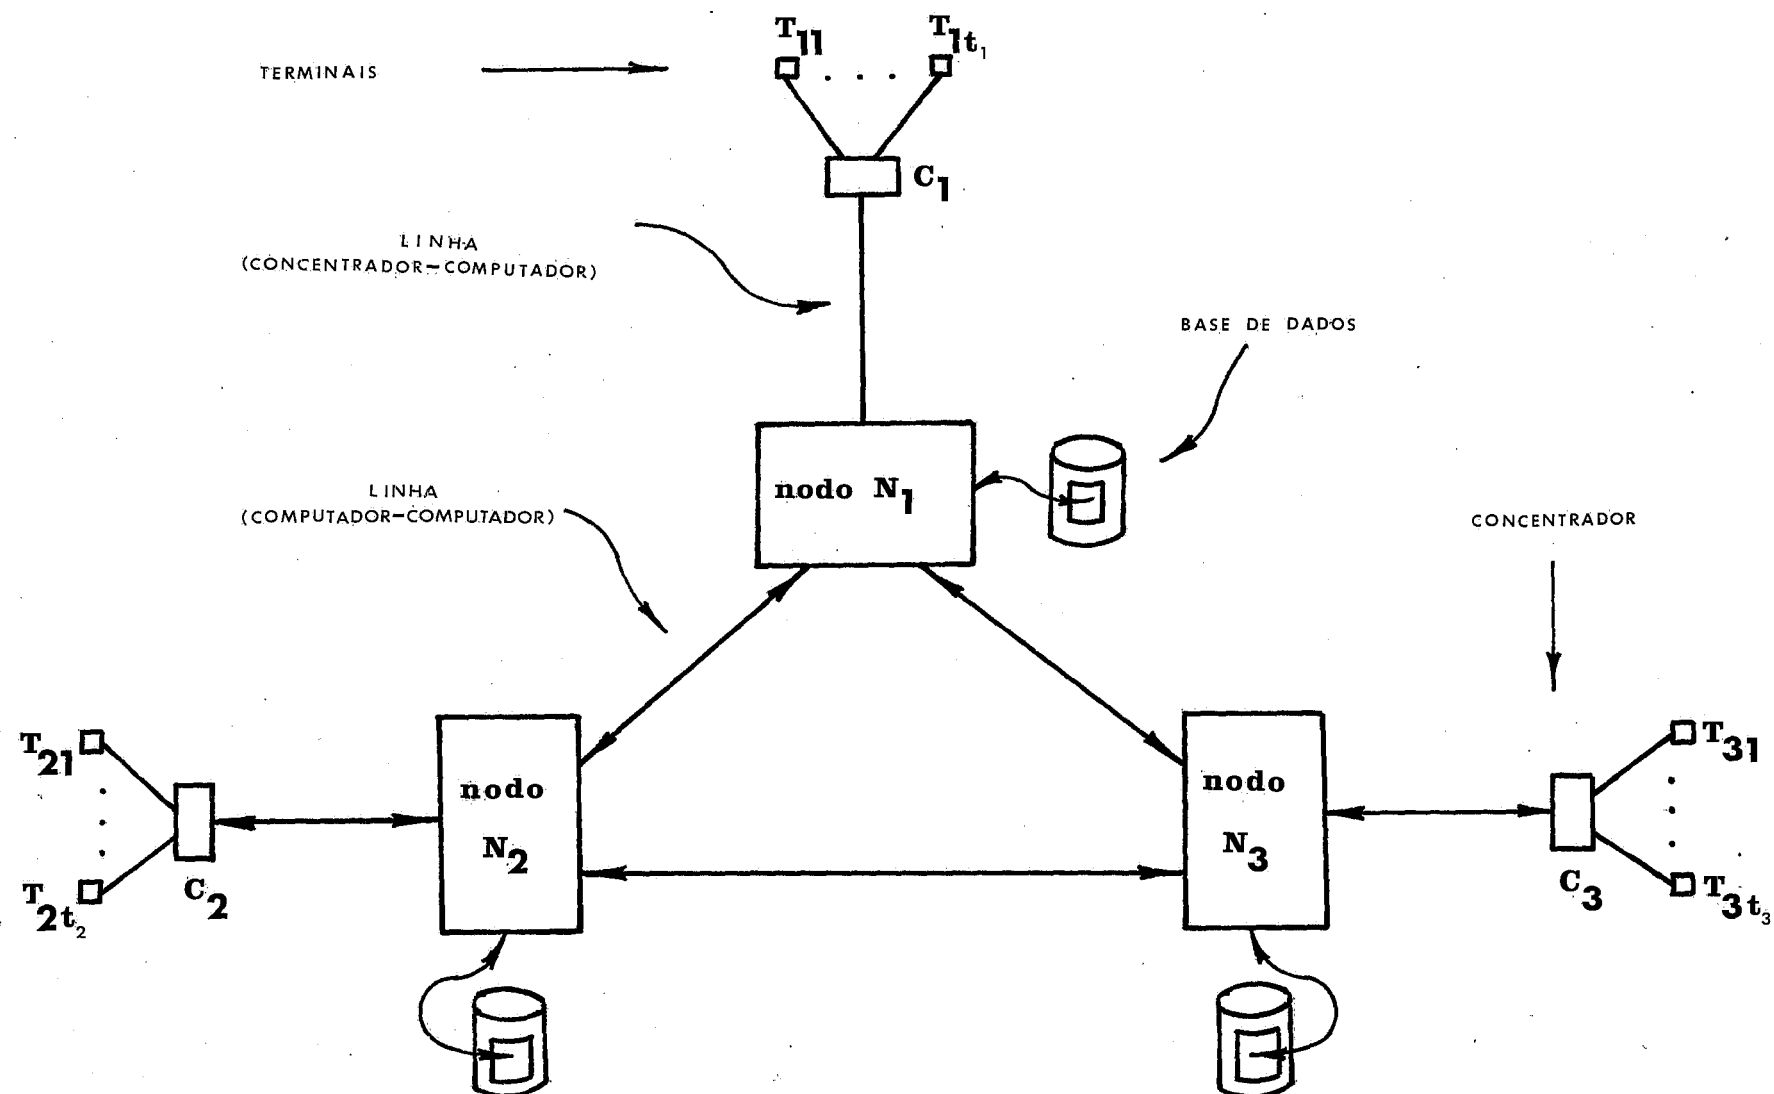 T11 T1t1
TERMINAIS
C1
LINHA
(CONCENTRADOR-COMPUTADOR)
BASE DE DADOS
nodo N1
LINHA
(COMPUTADOR-COMPUTADOR)
CONCENTRADOR
T21
nodo
N2
T2t2
C2
nodo
N3
T31
C3
T3t3